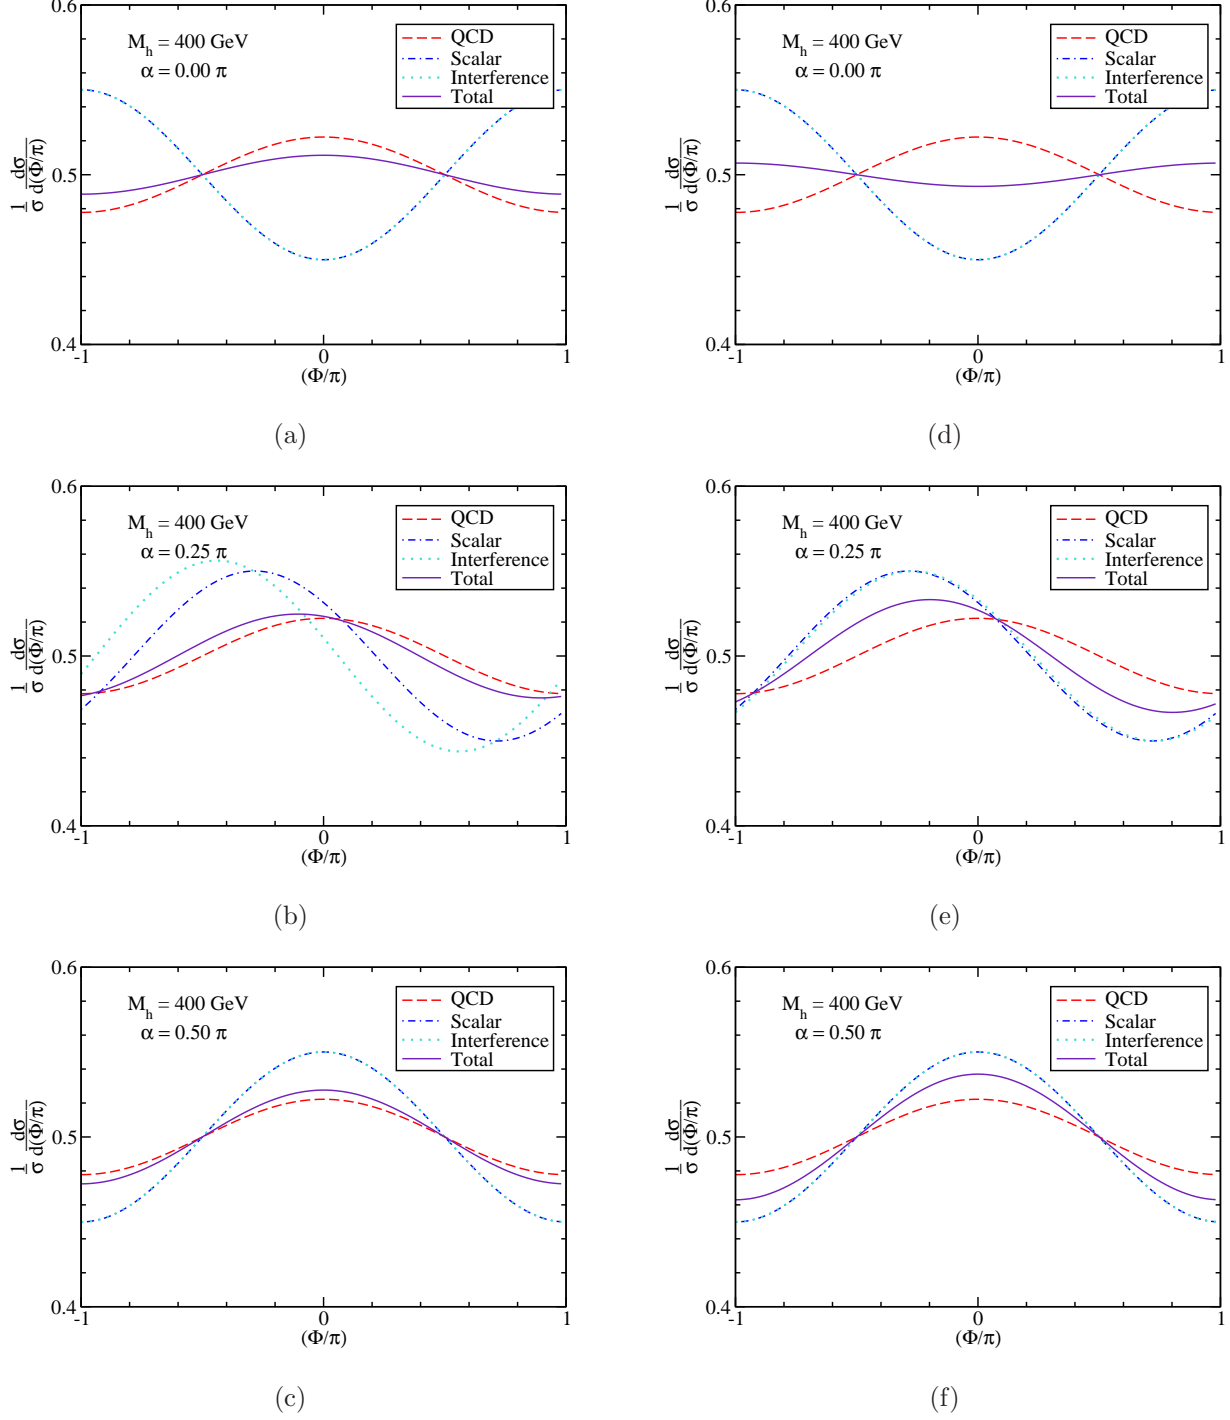 0.6
M_h = 400 GeV
α = 0.00 π
QCD
Scalar
Interference
Total
1/σ dσ/d(Φ/π)
0.5
0.4
-1
0
1
(Φ/π)
(a)
0.6
M_h = 400 GeV
α = 0.00 π
QCD
Scalar
Interference
Total
1/σ dσ/d(Φ/π)
0.5
0.4
-1
0
1
(Φ/π)
(d)
0.6
M_h = 400 GeV
α = 0.25 π
QCD
Scalar
Interference
Total
1/σ dσ/d(Φ/π)
0.5
0.4
-1
0
1
(Φ/π)
(b)
0.6
M_h = 400 GeV
α = 0.25 π
QCD
Scalar
Interference
Total
1/σ dσ/d(Φ/π)
0.5
0.4
-1
0
1
(Φ/π)
(e)
0.6
M_h = 400 GeV
α = 0.50 π
QCD
Scalar
Interference
Total
1/σ dσ/d(Φ/π)
0.5
0.4
-1
0
1
(Φ/π)
(c)
0.6
M_h = 400 GeV
α = 0.50 π
QCD
Scalar
Interference
Total
1/σ dσ/d(Φ/π)
0.5
0.4
-1
0
1
(Φ/π)
(f)